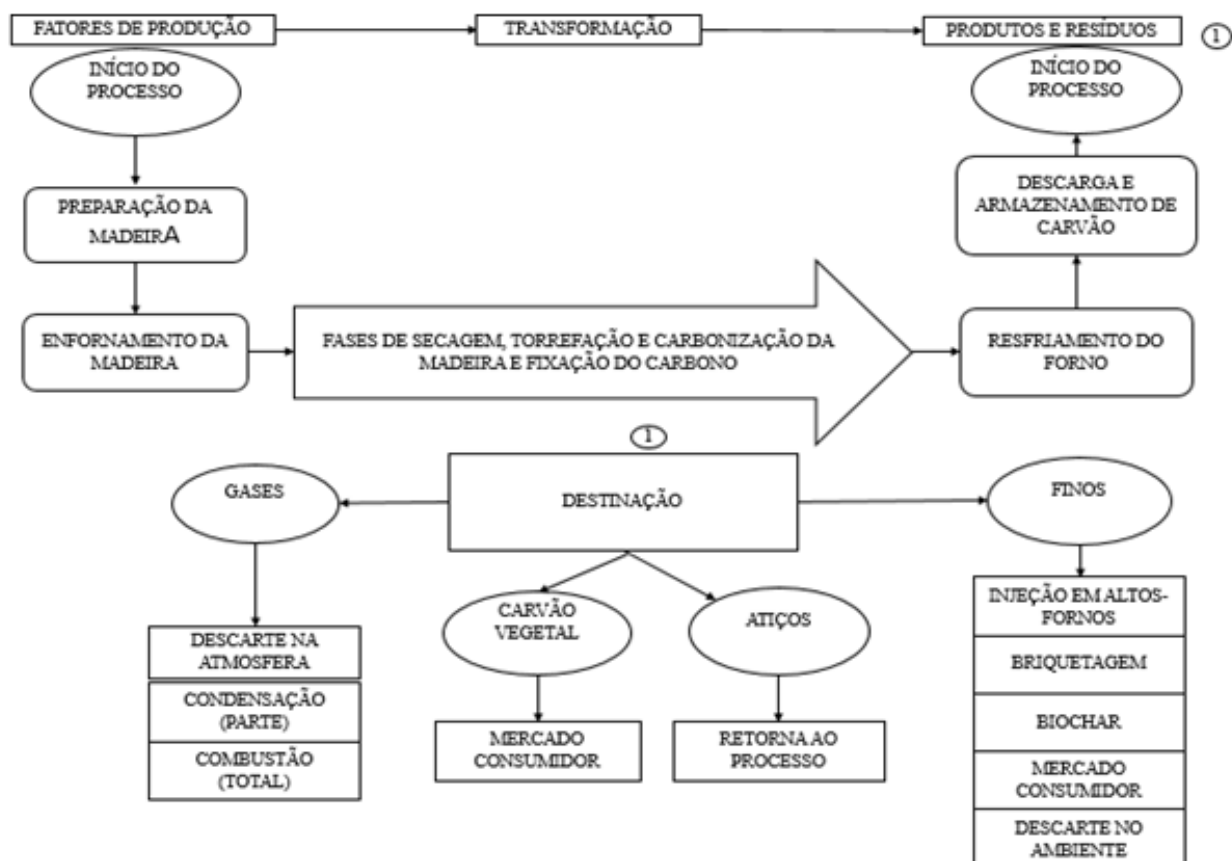 FATORES DE PRODUÇÃO
TRANSFORMAÇÃO
PRODUTOS E RESÍDUOS
1
INÍCIO DO
PROCESSO
INÍCIO DO
PROCESSO
PREPARAÇÃO DA
MADEIRA
DESCARGA E
ARMAZENAMENTO DE
CARVÃO
ENFORNAMENTO DA
MADEIRA
FASES DE SECAGEM, TORREFAÇÃO E CARBONIZAÇÃO DA
MADEIRA E FIXAÇÃO DO CARBONO
RESFRIAMENTO DO
FORNO
1
GASES
DESTINAÇÃO
FINOS
CARVÃO
VEGETAL
ATIÇOS
DESCARTE NA
ATMOSFERA
CONDENSAÇÃO
(PARTE)
COMBUSTÃO
(TOTAL)
MERCADO
CONSUMIDOR
RETORNA AO
PROCESSO
INJEÇÃO EM ALTOS-
FORNOS
BRIQUETAGEM
BIOCHAR
MERCADO
CONSUMIDOR
DESCARTE NO
AMBIENTE